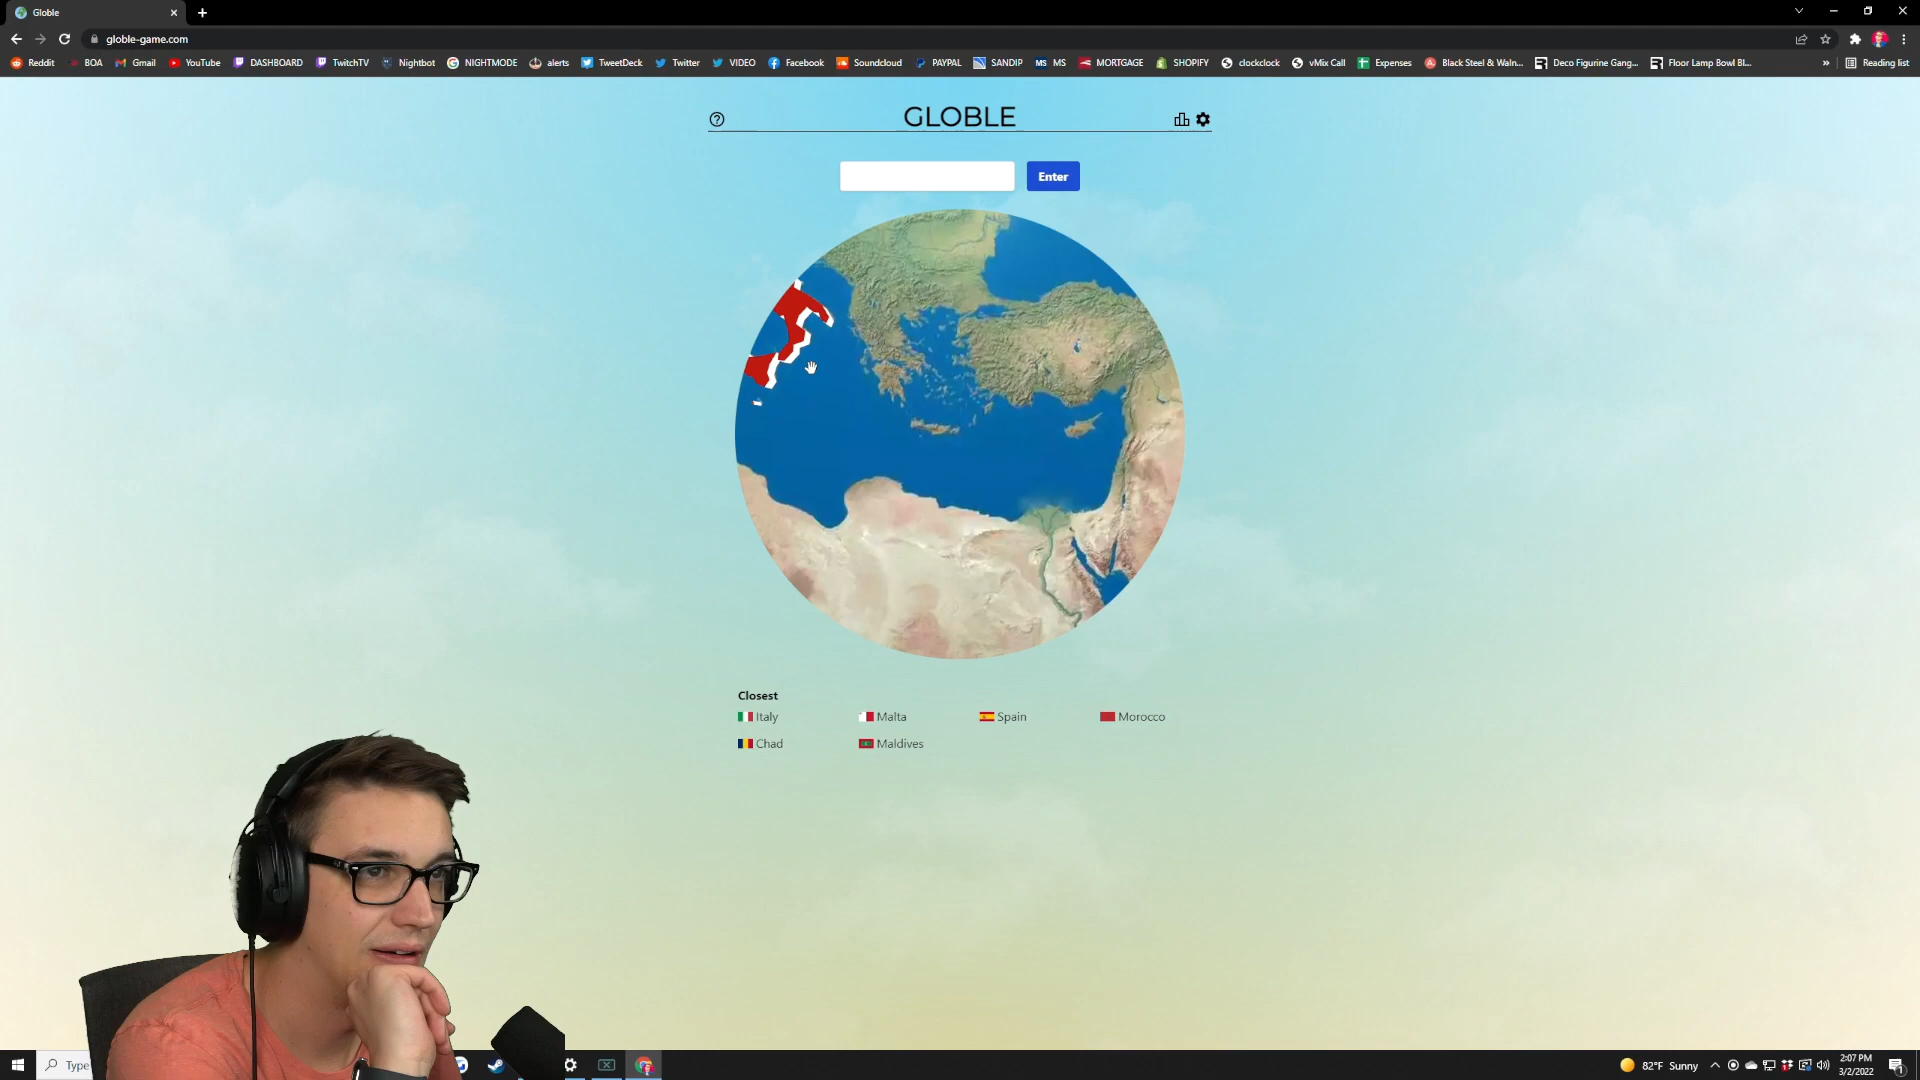 Globle
globle-game.com
Reddit BOA Gmail YouTube DASHBOARD TwitchTV Nightbot NIGHTMODE alerts TweetDeck Twitter VIDEO Facebook Soundcloud PAYPAL SANDIP MS MS MORTGAGE SHOPIFY clockclock vMix Call Expenses Black Steel & Waln... Deco Figurine Gang... Floor Lamp Bowl Bl... » Reading list
GLOBLE
Enter
Closest
Italy Malta Spain Morocco
Chad Maldives
Type
82°F Sunny
2:07 PM
3/2/2022
1